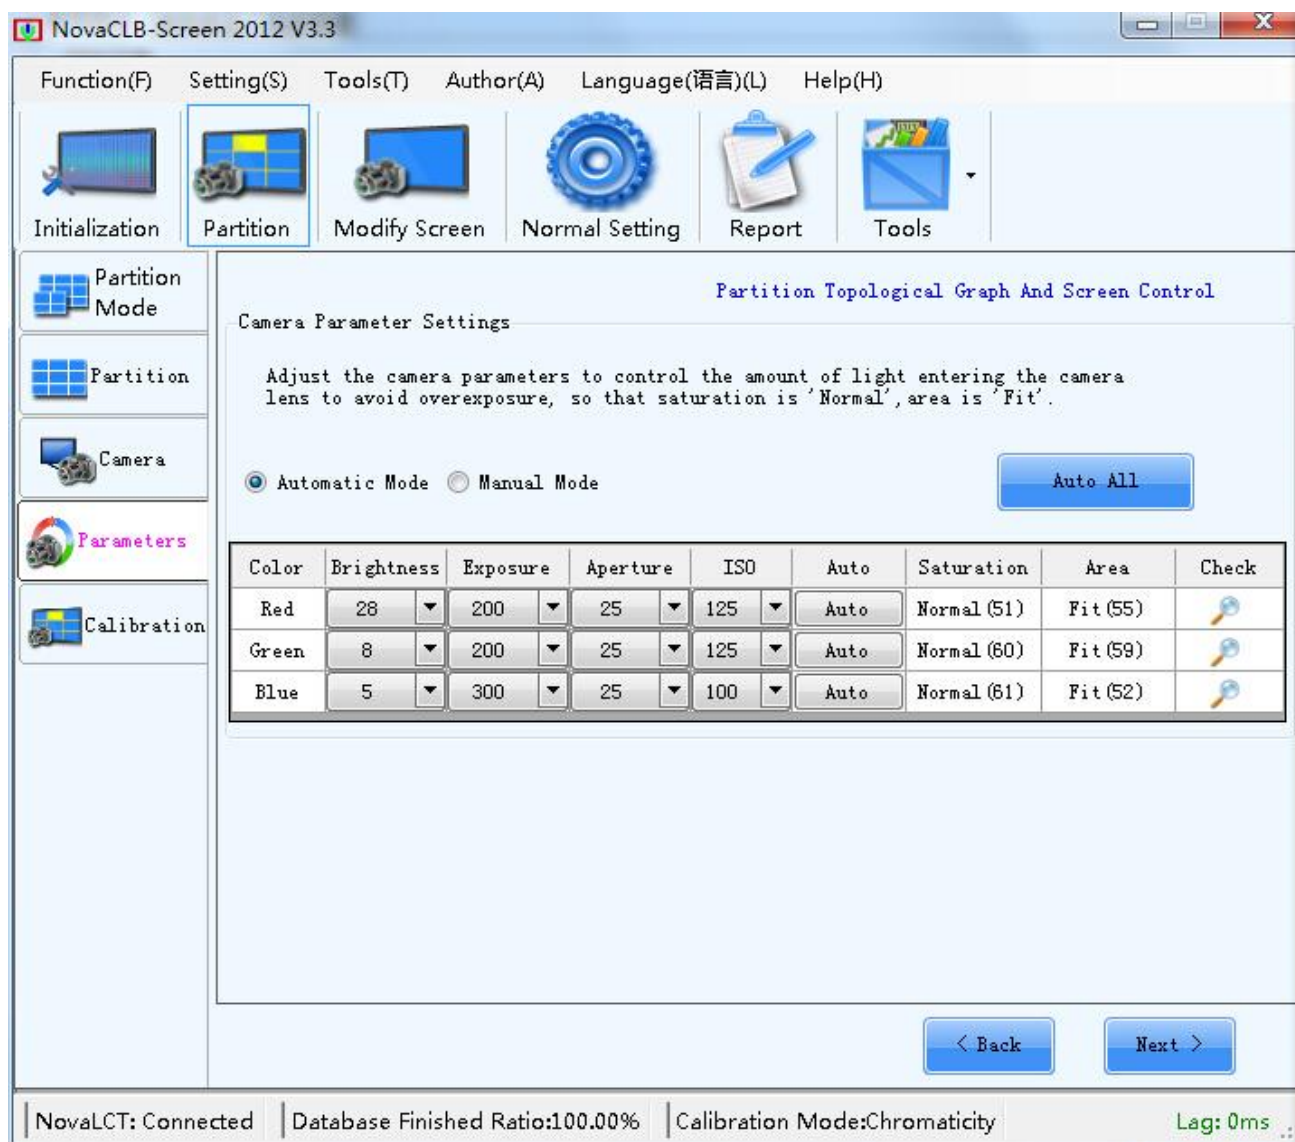 NovaCLB-Screen 2012 V3.3
Function(F) Setting(S) Tools(T) Author(A) Language(语言)(L) Help(H)
Initialization Partition Modify Screen Normal Setting Report Tools
Partition
Mode
Partition
Camera
Parameters
Calibration
Partition Topological Graph And Screen Control
Camera Parameter Settings
Adjust the camera parameters to control the amount of light entering the camera
lens to avoid overexposure, so that saturation is 'Normal', area is 'Fit'.
Automatic Mode Manual Mode Auto All
Color Brightness Exposure Aperture ISO Auto Saturation Area Check
Red 28 200 25 125 Auto Normal(51) Fit(55)
Green 8 200 25 125 Auto Normal(60) Fit(59)
Blue 5 300 25 100 Auto Normal(61) Fit(52)
< Back Next >
NovaLCT: Connected Database Finished Ratio:100.00% Calibration Mode:Chromaticity Lag: 0ms